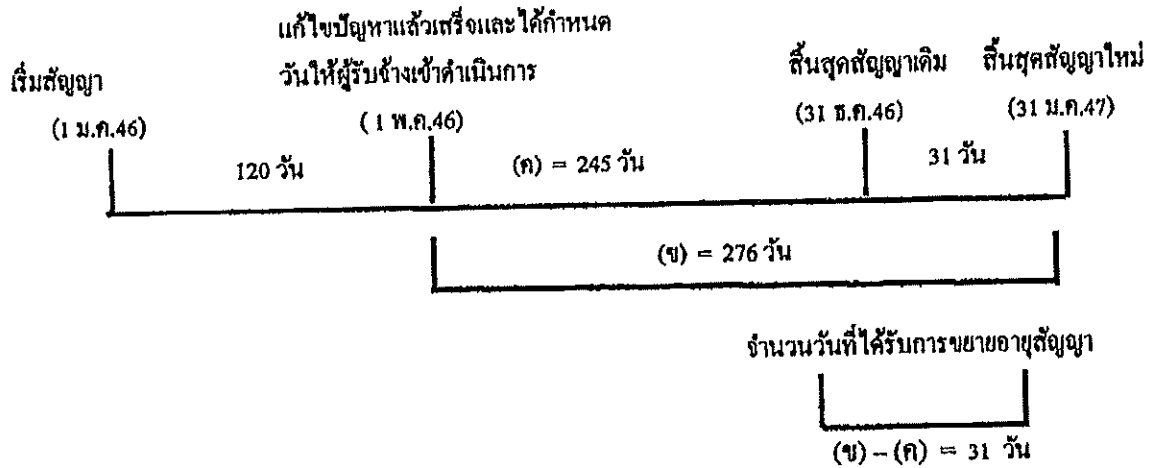 แก้ไขปัญหาแล้วเสร็จและได้กำหนด
วันให้ผู้รับจ้างเข้าดำเนินการ
เริ่มสัญญา
สิ้นสุดสัญญาเดิม
สิ้นสุดสัญญาใหม่
(1 ม.ค.46)
( 1 พ.ค.46)
(31 ธ.ค.46)
(31 ม.ค.47)
120 วัน
(ค) = 245 วัน
31 วัน
(ข) = 276 วัน
จำนวนวันที่ได้รับการขยายอายุสัญญา
(ข) – (ค) = 31 วัน